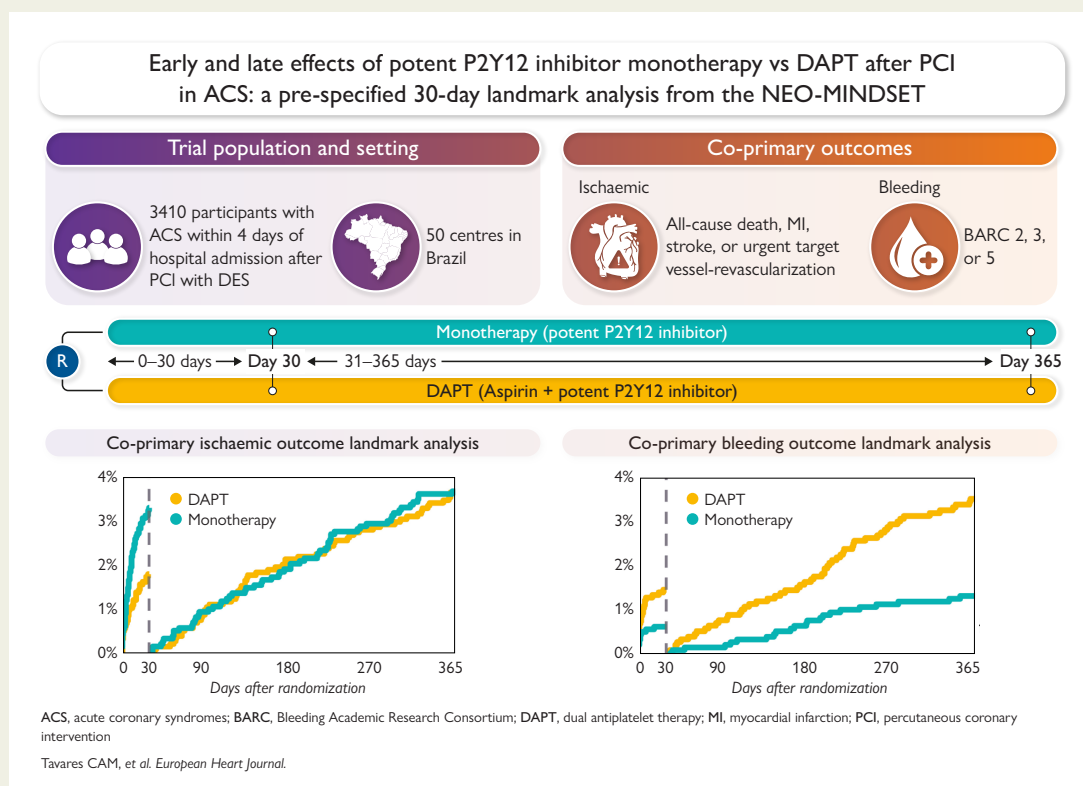 Early and late effects of potent P2Y12 inhibitor monotherapy vs DAPT after PCI
in ACS: a pre-specified 30-day landmark analysis from the NEO-MINDSET
Trial population and setting
3410 participants with
ACS within 4 days of
hospital admission after
PCI with DES
50 centres in
Brazil
Co-primary outcomes
Ischaemic
All-cause death, MI,
stroke, or urgent target
vessel-revascularization
Bleeding
BARC 2, 3,
or 5
R
Monotherapy (potent P2Y12 inhibitor)
0–30 days
Day 30
31–365 days
Day 365
DAPT (Aspirin + potent P2Y12 inhibitor)
Co-primary ischaemic outcome landmark analysis
4%
3%
2%
1%
0%
DAPT
Monotherapy
0 30 90 180 270 365
Days after randomization
Co-primary bleeding outcome landmark analysis
4%
3%
2%
1%
0%
DAPT
Monotherapy
0 30 90 180 270 365
Days after randomization
ACS, acute coronary syndromes; BARC, Bleeding Academic Research Consortium; DAPT, dual antiplatelet therapy; MI, myocardial infarction; PCI, percutaneous coronary
intervention
Tavares CAM, et al. European Heart Journal.